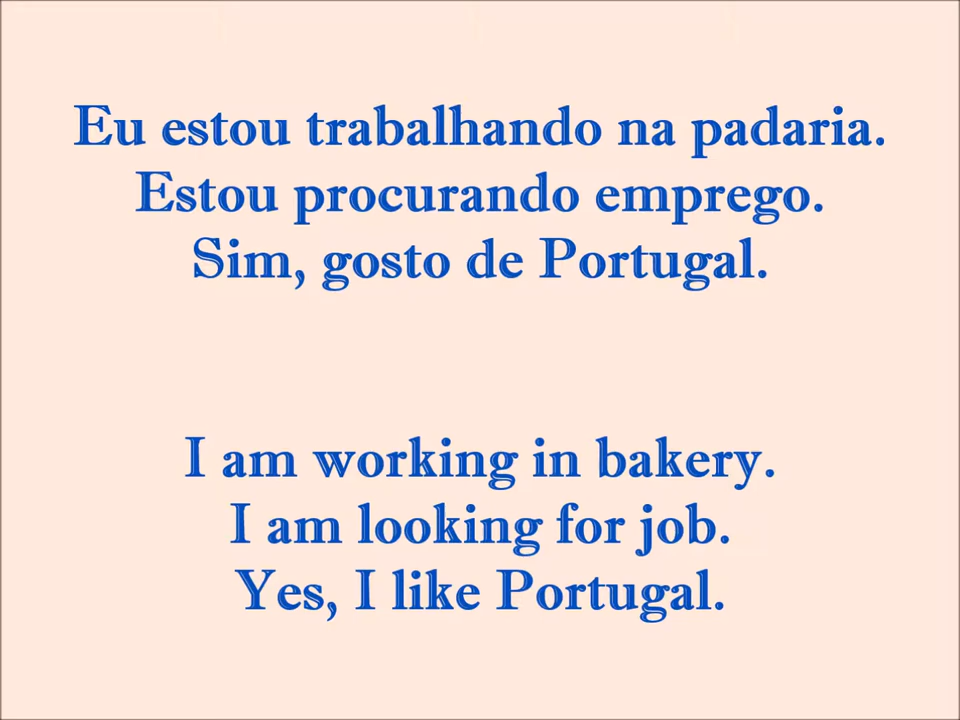 Eu estou trabalhando na padaria.
Estou procurando emprego.
Sim, gosto de Portugal.
I am working in bakery.
I am looking for job.
Yes, I like Portugal.